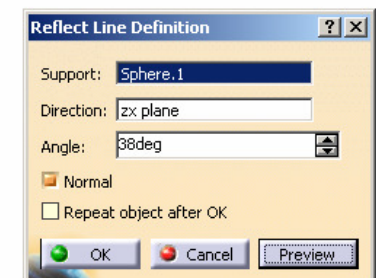 Reflect Line Definition
Support: Sphere.1
Direction: zx plane
Angle: 38deg
Normal
Repeat object after OK
OK Cancel Preview